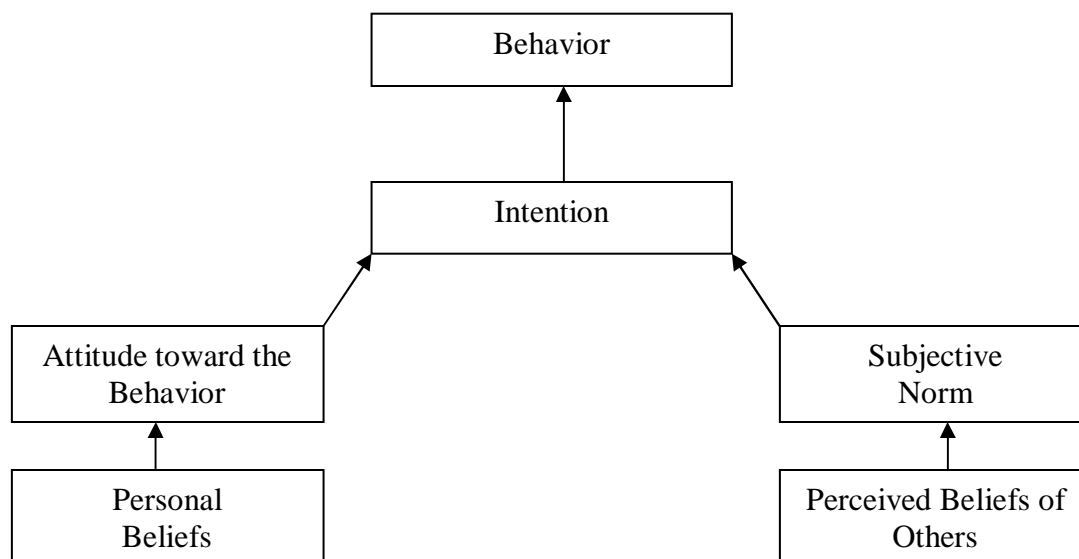 Behavior
Intention
Attitude toward the
Behavior
Subjective
Norm
Personal
Beliefs
Perceived Beliefs of
Others